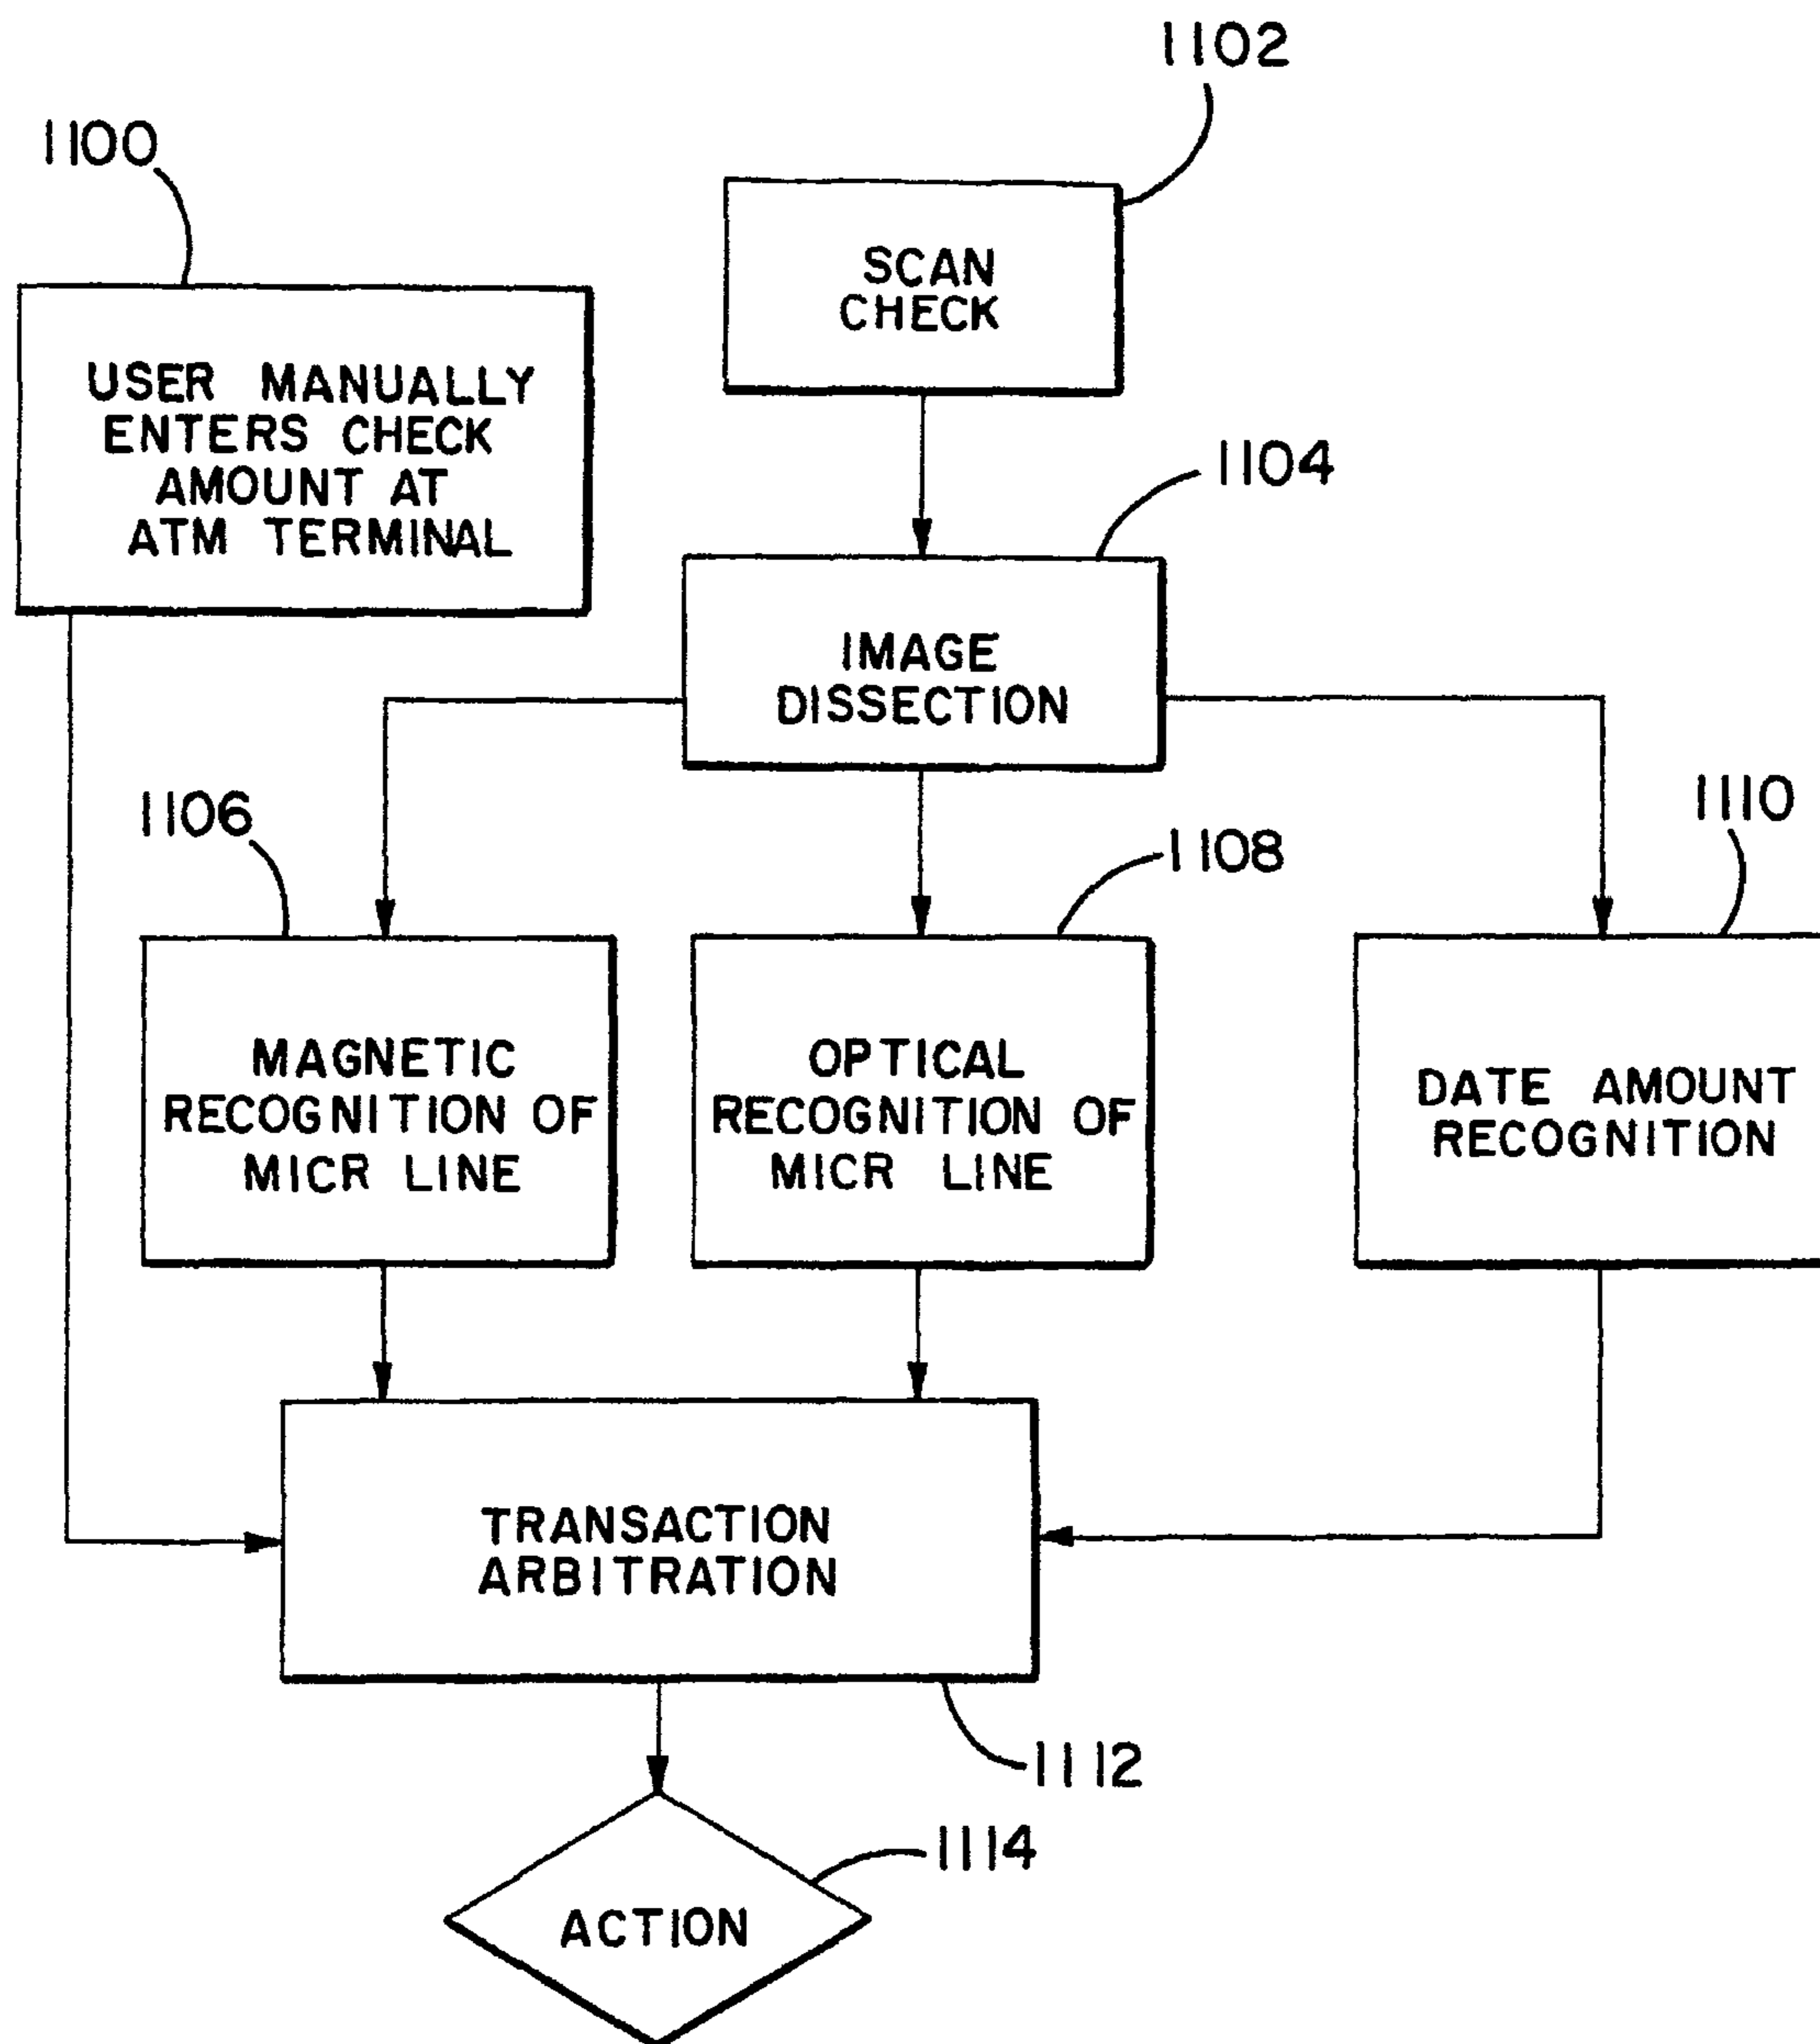 1102
1100
SCAN
CHECK
USER MANUALLY
ENTERS CHECK
AMOUNT AT
ATM TERMINAL
1104
IMAGE
DISSECTION
1106
1108
1110
MAGNETIC
RECOGNITION OF
MICR LINE
OPTICAL
RECOGNITION OF
MICR LINE
DATE AMOUNT
RECOGNITION
TRANSACTION
ARBITRATION
1112
1114
ACTION